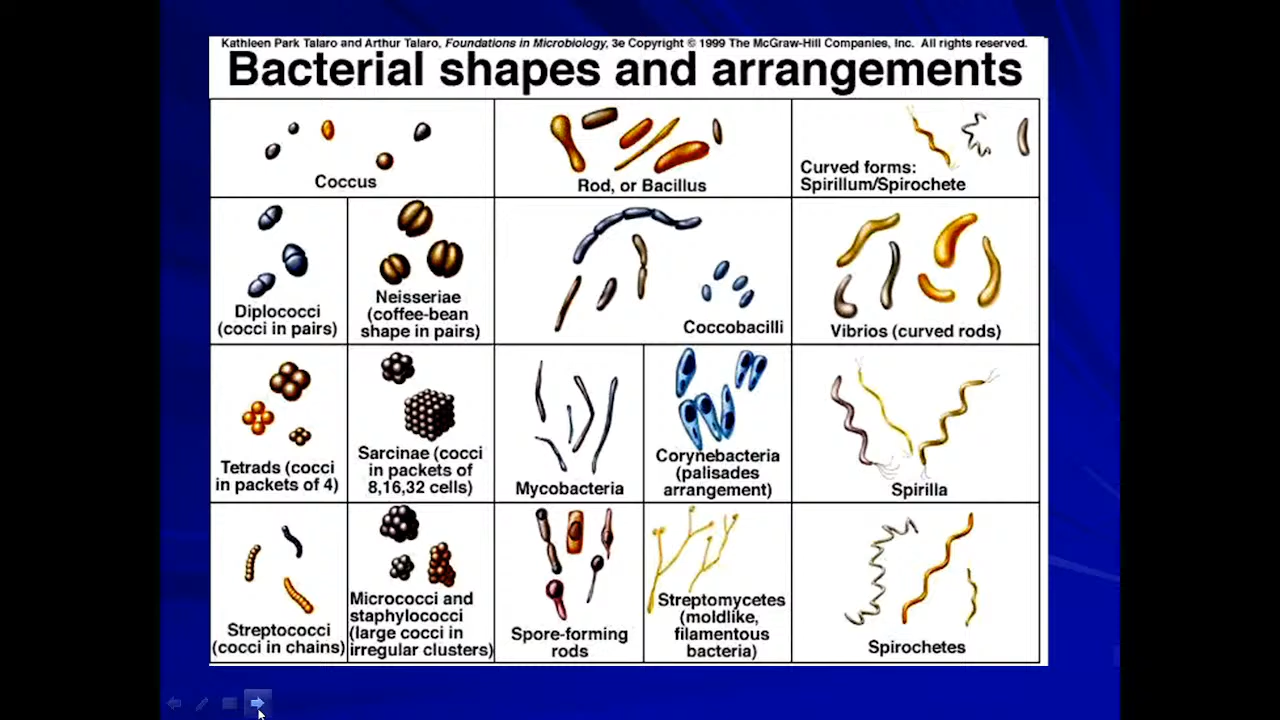 Kathleen Park Talaro and Arthur Talaro, Foundations in Microbiology, 3e Copyright © 1999 The McGraw-Hill Companies, Inc. All rights reserved.
Bacterial shapes and arrangements
Coccus
Rod, or Bacillus
Curved forms:
Spirillum/Spirochete
Diplococci
(cocci in pairs)
Neisseriae
(coffee-bean
shape in pairs)
Coccobacilli
Vibrios (curved rods)
Tetrads (cocci
in packets of 4)
Sarcinae (cocci
in packets of
8,16,32 cells)
Mycobacteria
Corynebacteria
(palisades
arrangement)
Spirilla
Streptococci
(cocci in chains)
Micrococci and
staphylococci
(large cocci in
irregular clusters)
Spore-forming
rods
Streptomycetes
(moldlike,
filamentous
bacteria)
Spirochetes